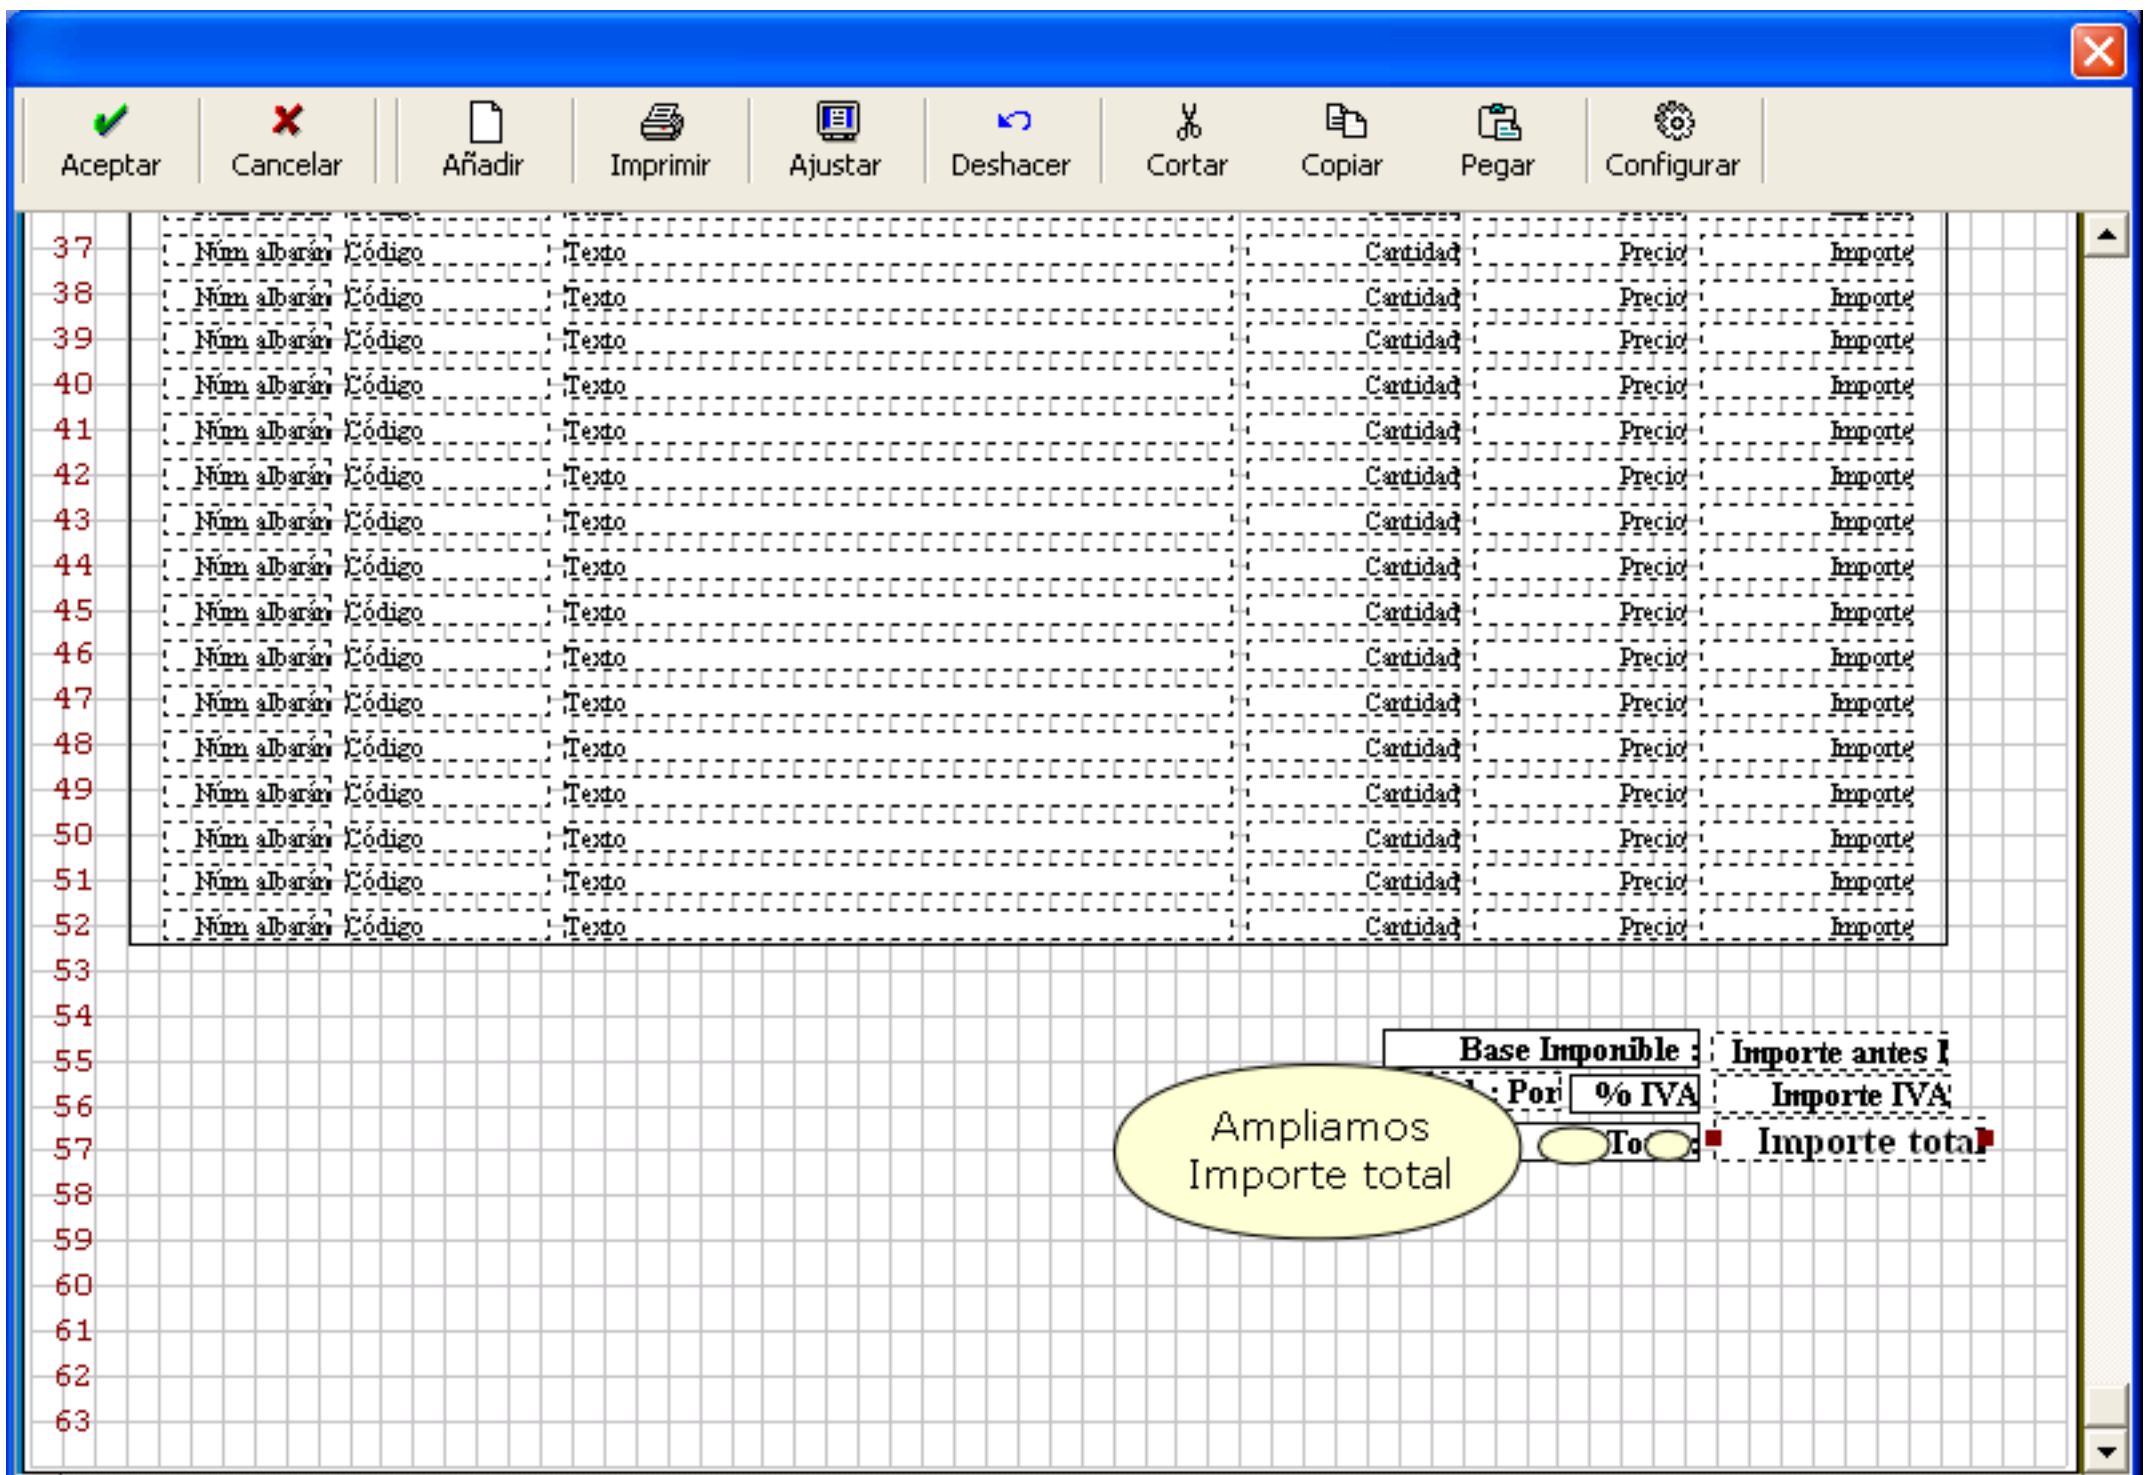 Aceptar Cancelar Añadir Imprimir Ajustar Deshacer Cortar Copiar Pegar Configurar
37 Núm albarán Código Texto Cantidad Precio Importe
38 Núm albarán Código Texto Cantidad Precio Importe
39 Núm albarán Código Texto Cantidad Precio Importe
40 Núm albarán Código Texto Cantidad Precio Importe
41 Núm albarán Código Texto Cantidad Precio Importe
42 Núm albarán Código Texto Cantidad Precio Importe
43 Núm albarán Código Texto Cantidad Precio Importe
44 Núm albarán Código Texto Cantidad Precio Importe
45 Núm albarán Código Texto Cantidad Precio Importe
46 Núm albarán Código Texto Cantidad Precio Importe
47 Núm albarán Código Texto Cantidad Precio Importe
48 Núm albarán Código Texto Cantidad Precio Importe
49 Núm albarán Código Texto Cantidad Precio Importe
50 Núm albarán Código Texto Cantidad Precio Importe
51 Núm albarán Código Texto Cantidad Precio Importe
52 Núm albarán Código Texto Cantidad Precio Importe
53
54
55 Base Imponible : Importe antes I
56 : Por % IVA Importe IVA
57 To : Importe total
Ampliamos
Importe total
58
59
60
61
62
63